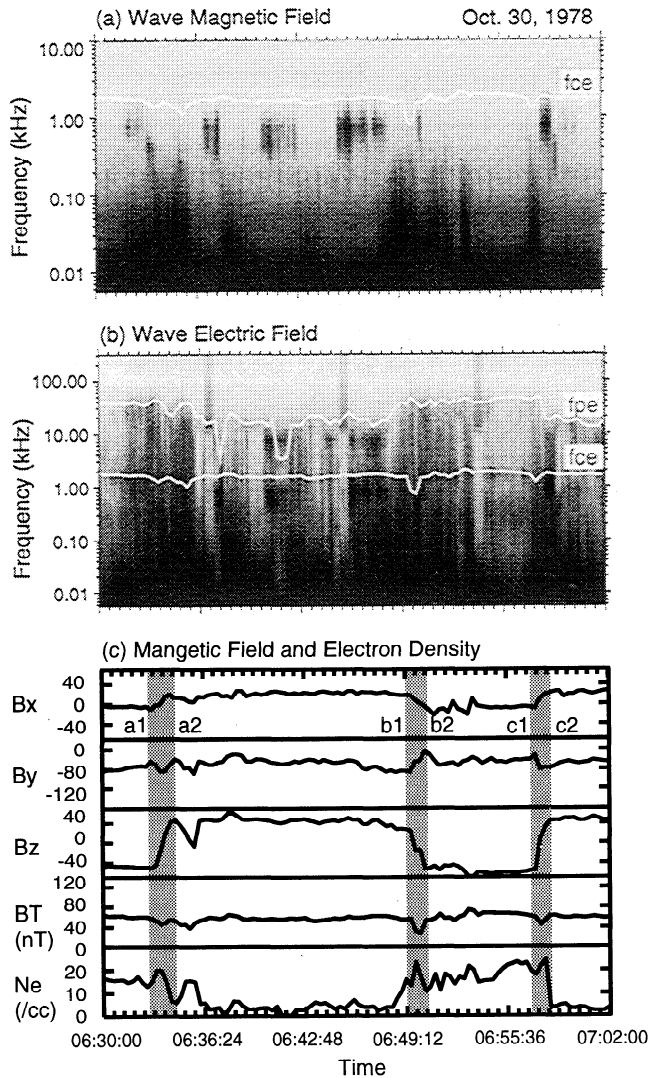 (a) Wave Magnetic Field Oct. 30, 1978
10.00
fce
1.00
Frequency (kHz)
0.10
0.01
(b) Wave Electric Field
100.00
fpe
10.00
fce
Frequency (kHz)
1.00
0.10
0.01
(c) Mangetic Field and Electron Density
40
Bx 0
-40
a1 a2 b1 b2 c1 c2
0
By -80
-120
40
Bz 0
-40
120
BT 80
(nT) 40
0
20
Ne 10
(/cc) 0
06:30:00 06:36:24 06:42:48 06:49:12 06:55:36 07:02:00
Time